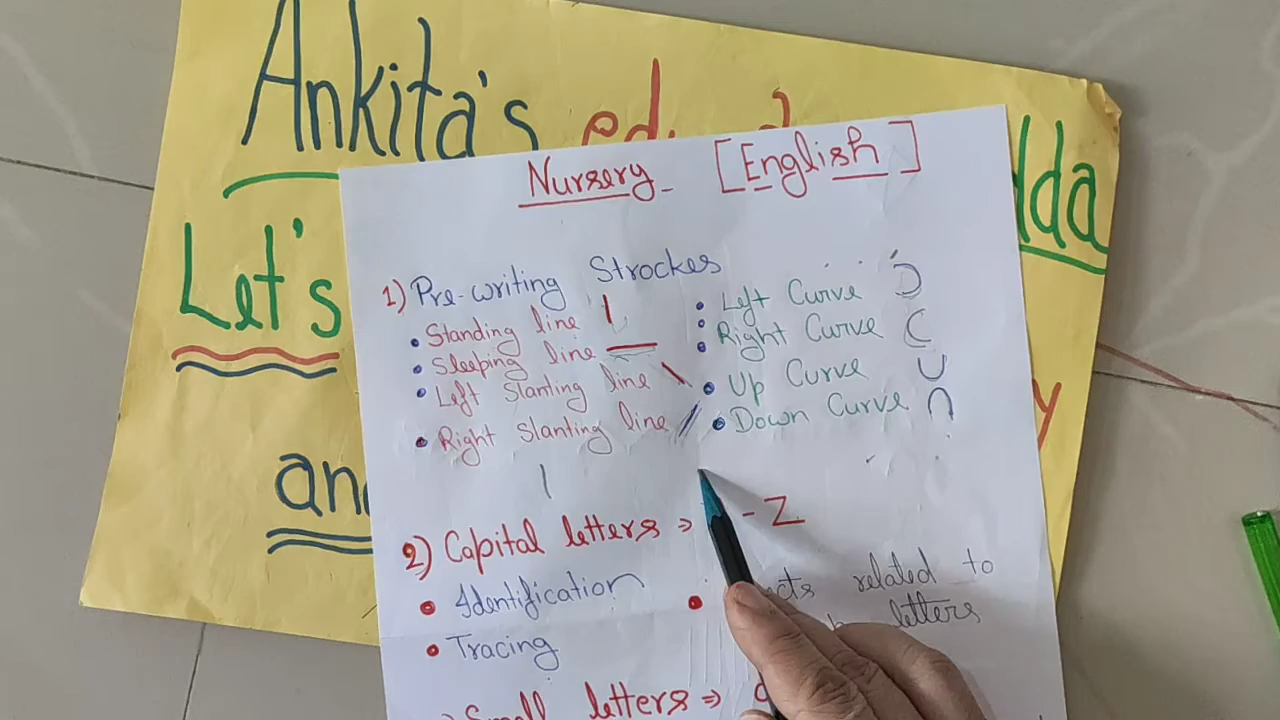 Ankita's
Let's
and
Nursery [English]
1) Pre-writing Strockes
• Standing line |
• Sleeping line —
• Left Slanting line \
• Right Slanting line /
• Left Curve
• Right Curve
• Up Curve
• Down Curve
2) Capital letters ⇒ - Z
• Identification
• Tracing
related to
letters
Small letters ⇒